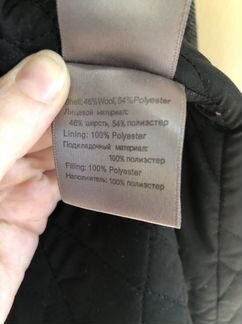 Shell: 46%Wool, 54%Polyester
Лицевой материал:
46% шерсть, 54% полиэстер
Lining: 100% Polyester
Подкладочный материал:
100% полиэстер
Filling: 100% Polyester
Наполнитель: 100% полиэстер